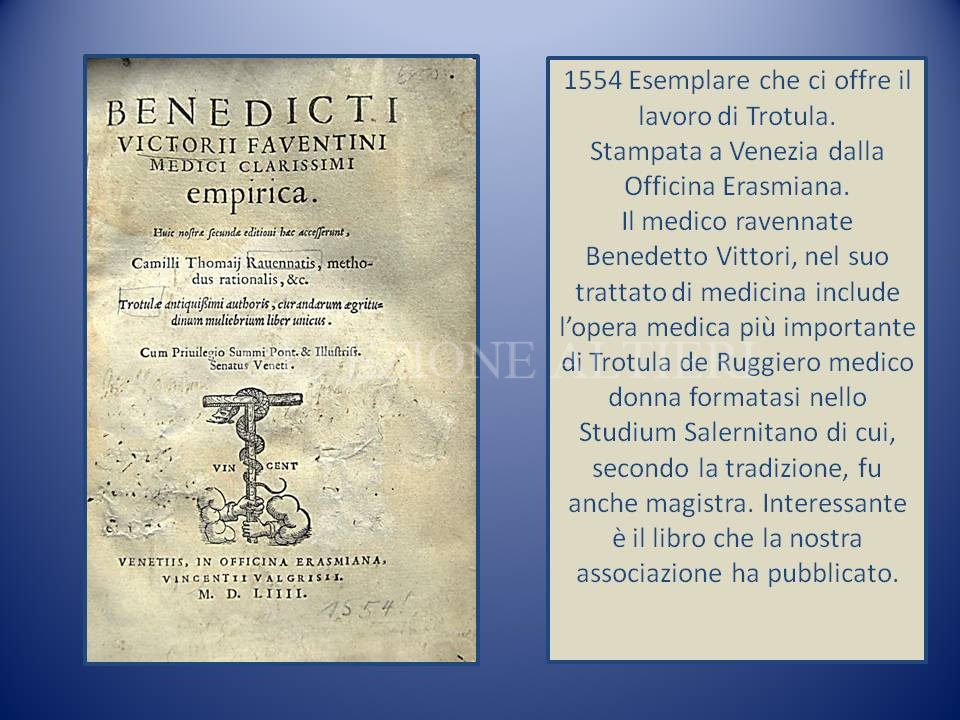 BENEDICTI
VICTORII FAVENTINI
MEDICI CLARISSIMI
empirica.
Huic nostræ secundæ editioni hæc accesserunt,
Camilli Thomaij Rauennatis, metho-
dus rationalis, &c.
Trotulæ antiquißimi authoris, curandarum ægritu-
dinum muliebrium liber unicus.
Cum Priuilegio Summi Pont. & Illustriss.
Senatus Veneti.
VIN CENT
VENETIIS, IN OFFICINA ERASMIANA,
VINCENTII VALGRISII.
M. D. LIIII.
1554!
1554 Esemplare che ci offre il
lavoro di Trotula.
Stampata a Venezia dalla
Officina Erasmiana.
Il medico ravennate
Benedetto Vittori, nel suo
trattato di medicina include
l’opera medica più importante
di Trotula de Ruggiero medico
donna formatasi nello
Studium Salernitano di cui,
secondo la tradizione, fu
anche magistra. Interessante
è il libro che la nostra
associazione ha pubblicato.
ZIONE ALTIERI